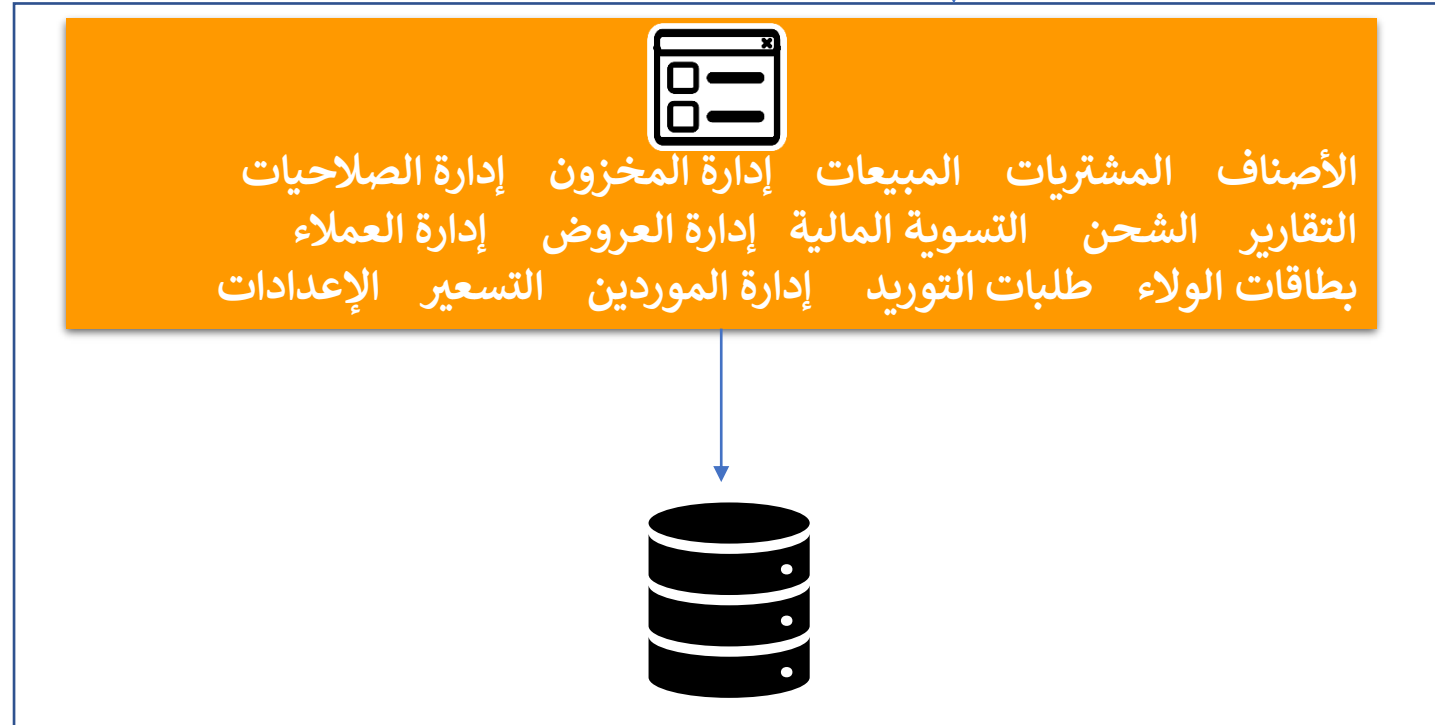 الأصناف المشتريات المبيعات إدارة المخزون إدارة الصلاحيات
التقارير الشحن التسوية المالية إدارة العروض إدارة العملاء
بطاقات الولاء طلبات التوريد إدارة الموردين التسعير الإعدادات